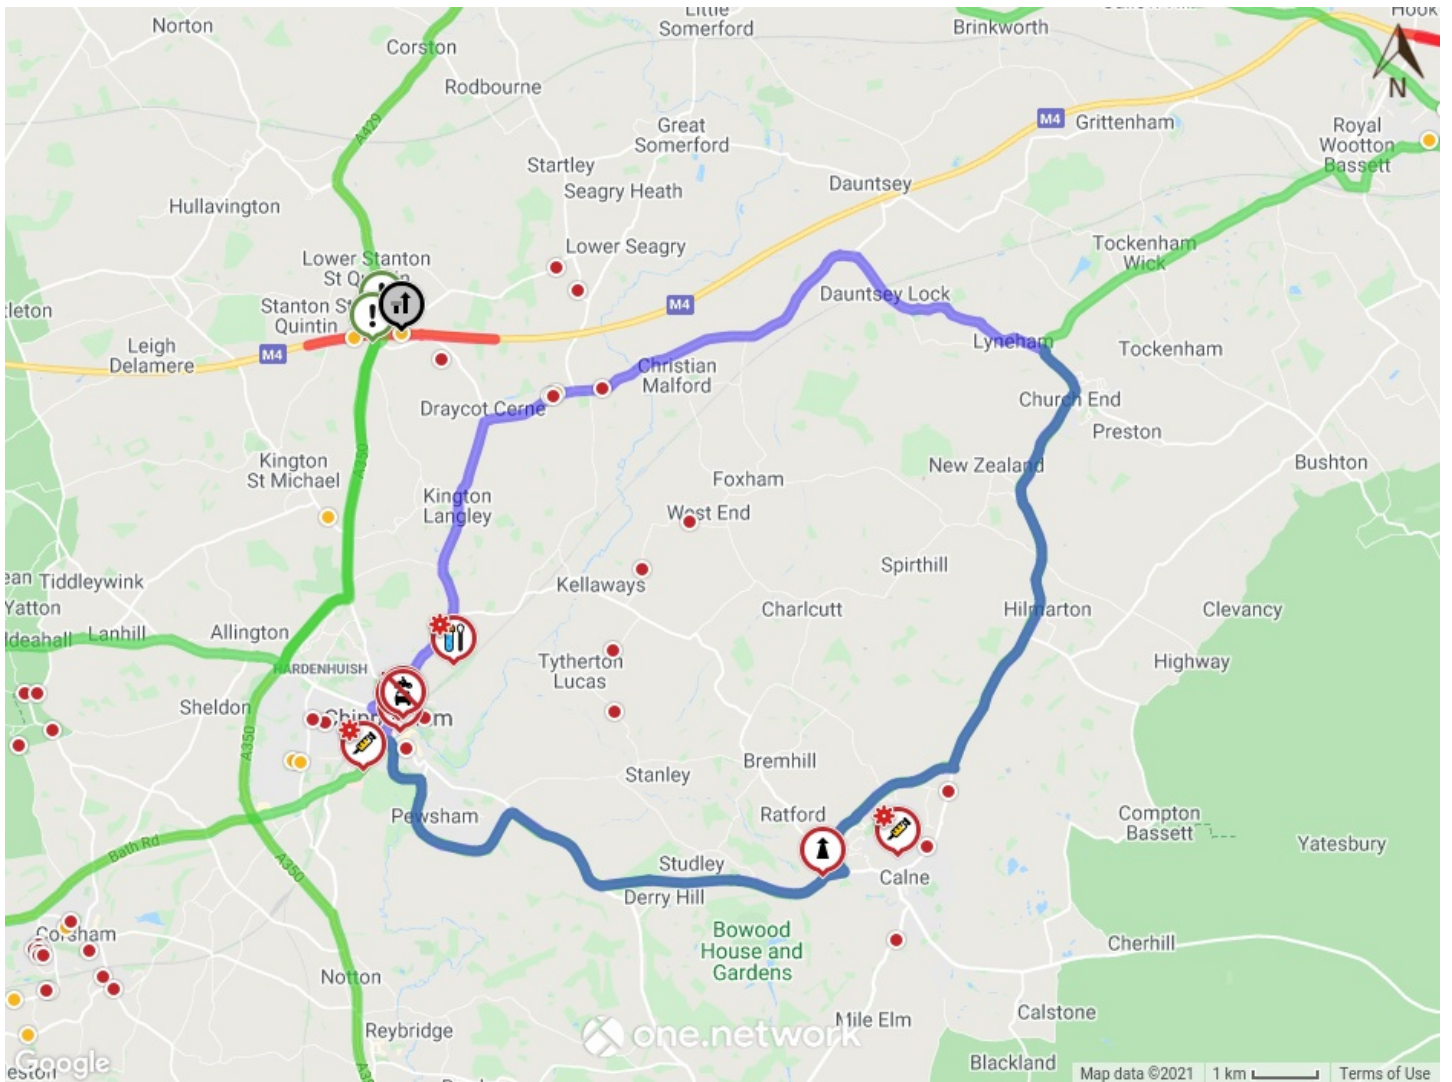 Norton
Corston
Little
Somerford
Brinkworth
Hook
Rodbourne
N
M4
Grittenham
Great
Somerford
Royal
Wootton
Bassett
A429
Startley
Seagry Heath
Dauntsey
Hullavington
Lower Seagry
Tockenham
Wick
Lower Stanton
St Quintin
Stanton St
Quintin
Dauntsey Lock
M4
Leigh
Delamere
M4
Lyneham
Tockenham
Christian
Malford
Draycot Cerne
Church End
Preston
A350
Kington
St Michael
New Zealand
Bushton
Foxham
Kington
Langley
West End
Spirthill
Tiddleywink
Yatton
Kellaways
Charlcutt
Hilmarton
Clevancy
Lanhill
Allington
HARDENHUISH
Tytherton
Lucas
Highway
Sheldon
A350
Stanley
Bremhill
Pewsham
Ratford
Compton
Bassett
Yatesbury
Bath Rd
A350
Studley
Derry Hill
Calne
Bowood
House and
Gardens
Corsham
Cherhill
Notton
Calstone
Mile Elm
Reybridge
one.network
Blackland
Google
Map data ©2021
1 km
Terms of Use